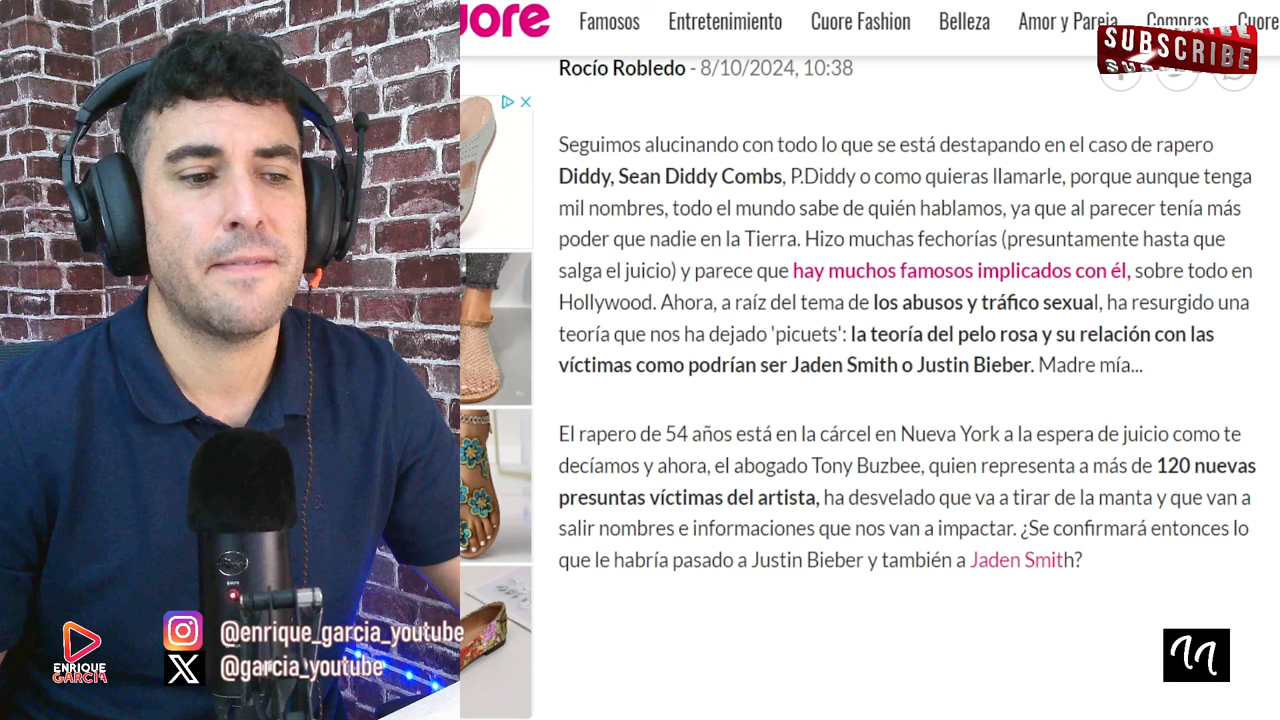 uore
Famosos Entretenimiento Cuore Fashion Belleza Amor y Pareja Compras Cuore
SUBSCRIBE
Rocío Robledo - 8/10/2024, 10:38
Seguimos alucinando con todo lo que se está destapando en el caso de rapero
Diddy, Sean Diddy Combs, P.Diddy o como quieras llamarle, porque aunque tenga
mil nombres, todo el mundo sabe de quién hablamos, ya que al parecer tenía más
poder que nadie en la Tierra. Hizo muchas fechorías (presuntamente hasta que
salga el juicio) y parece que hay muchos famosos implicados con él, sobre todo en
Hollywood. Ahora, a raíz del tema de los abusos y tráfico sexual, ha resurgido una
teoría que nos ha dejado 'picuets': la teoría del pelo rosa y su relación con las
víctimas como podrían ser Jaden Smith o Justin Bieber. Madre mía...
El rapero de 54 años está en la cárcel en Nueva York a la espera de juicio como te
decíamos y ahora, el abogado Tony Buzbee, quien representa a más de 120 nuevas
presuntas víctimas del artista, ha desvelado que va a tirar de la manta y que van a
salir nombres e informaciones que nos van a impactar. ¿Se confirmará entonces lo
que le habría pasado a Justin Bieber y también a Jaden Smith?
@enrique_garcia_youtube
@garcia_youtube
ENRIQUE
GARCIA